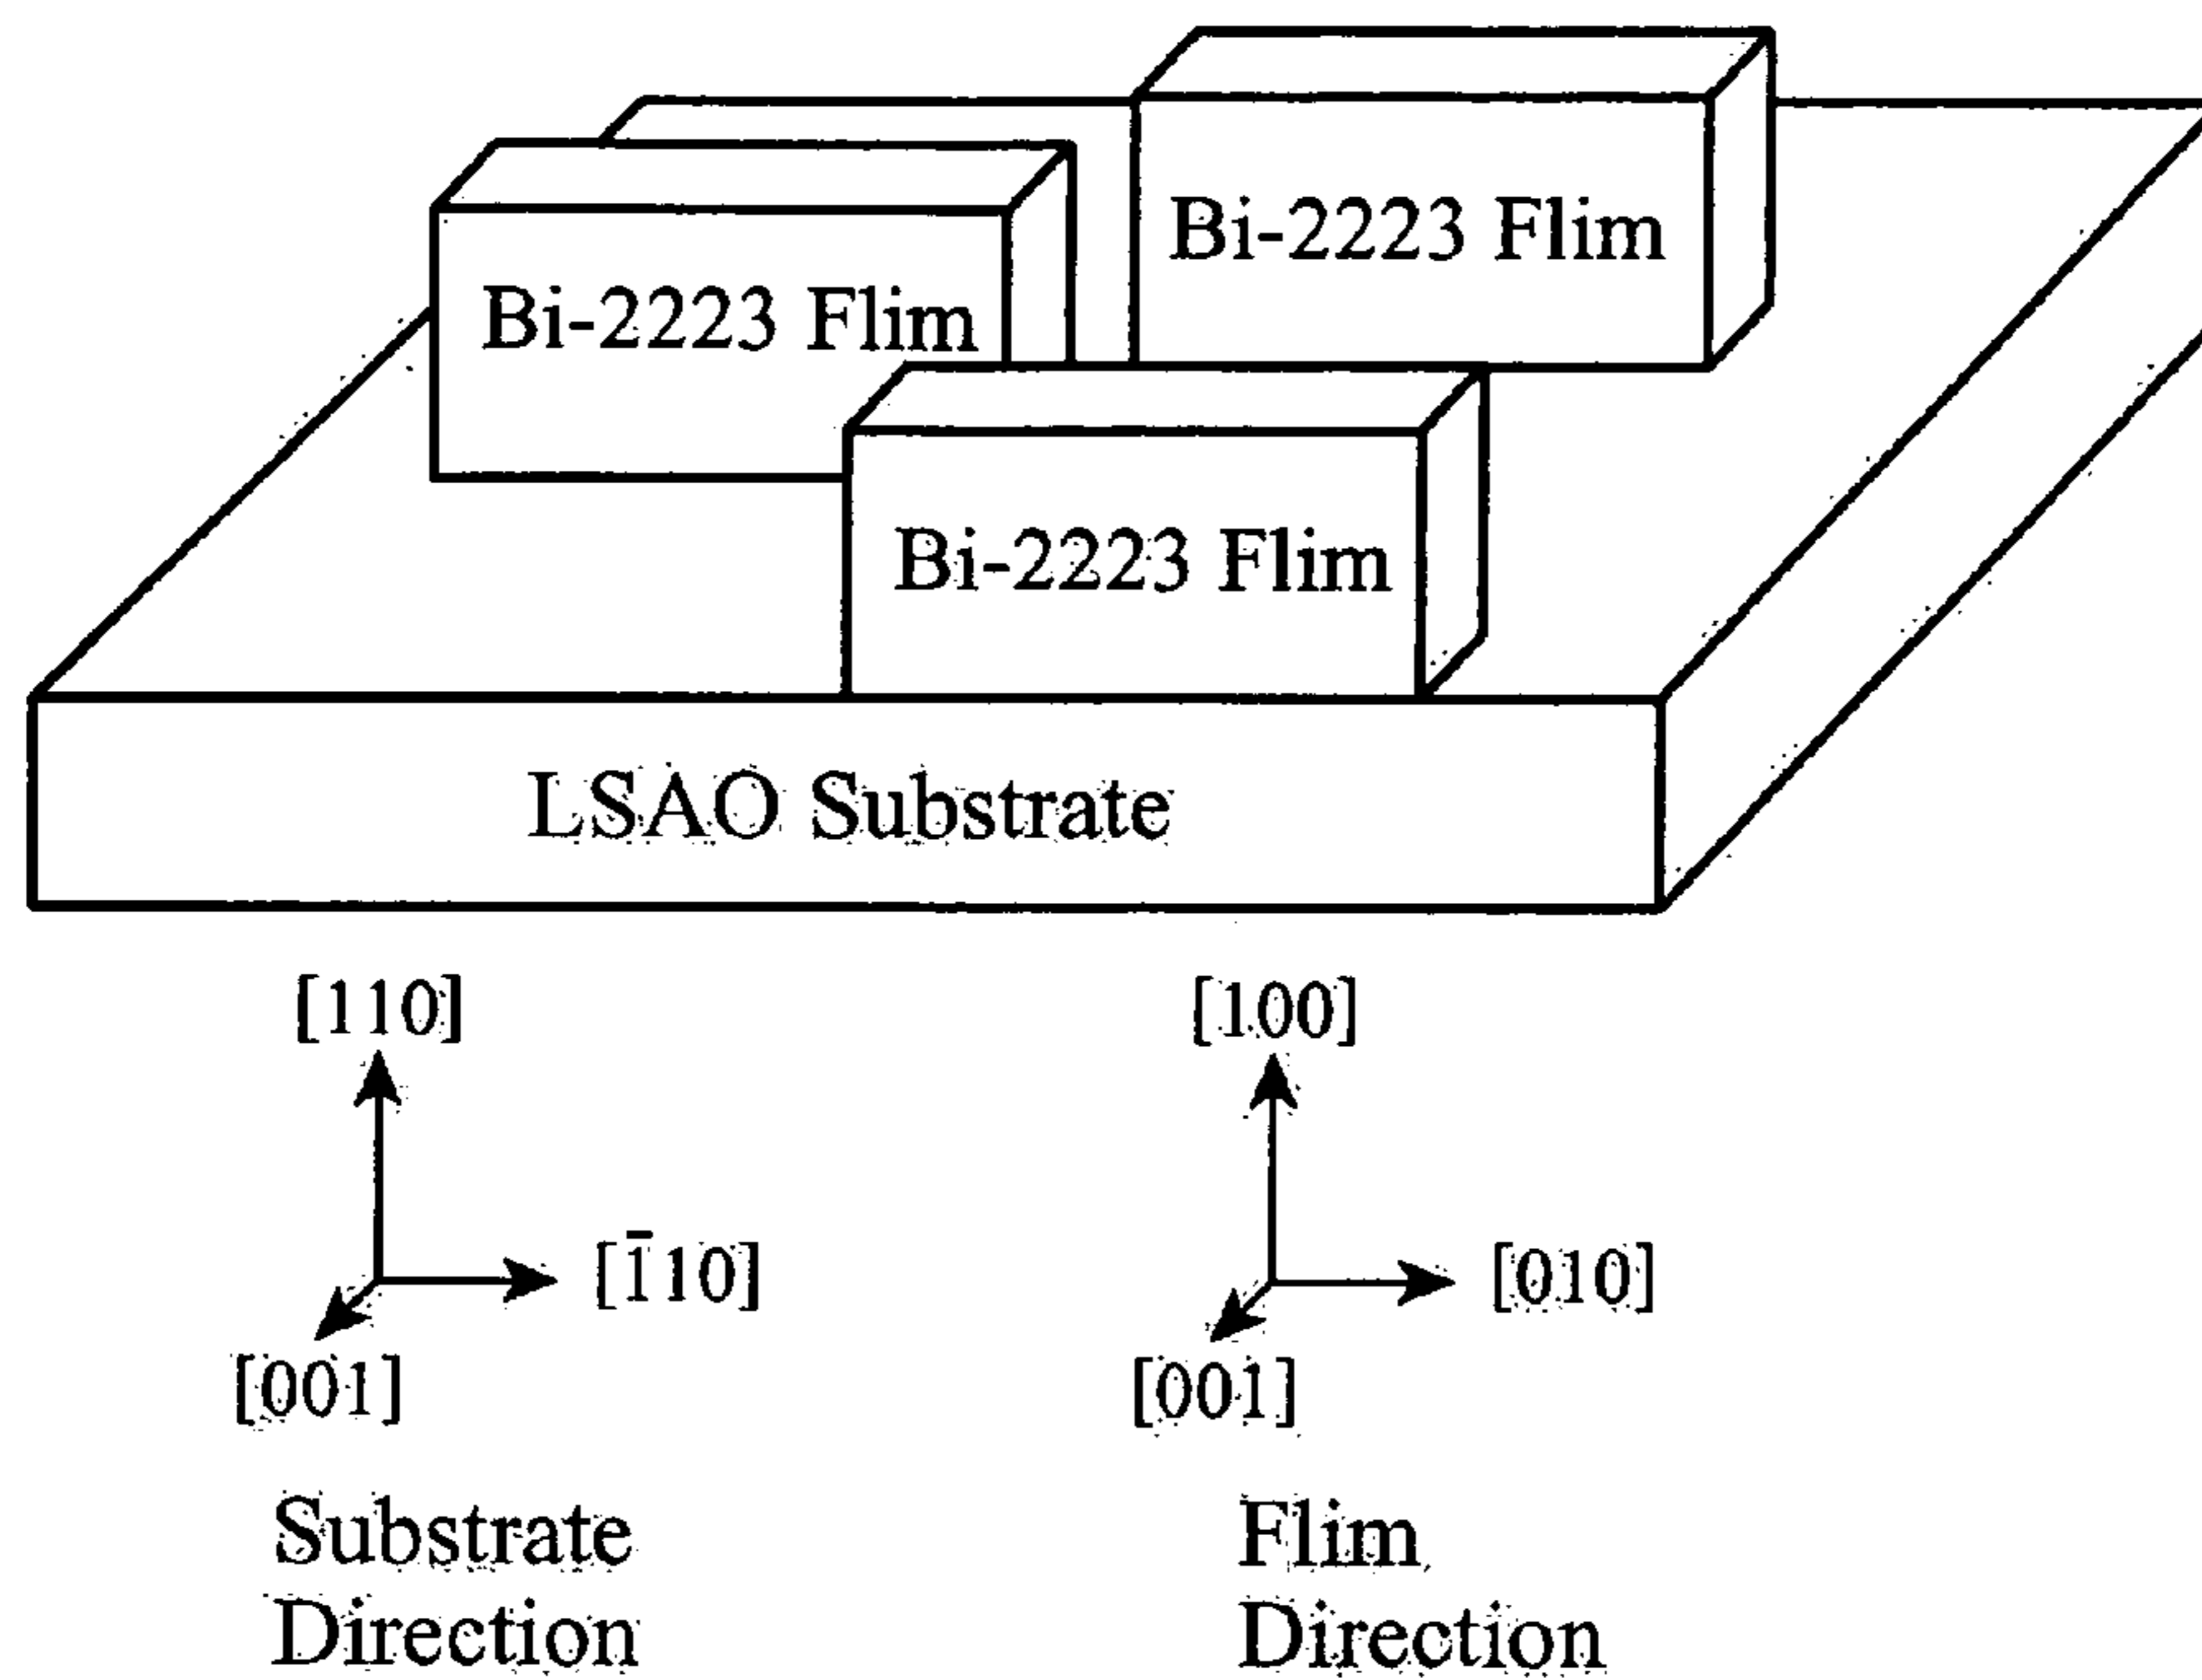 Bi-2223 Flim
Bi-2223 Flim
Bi-2223 Flim
LSAO Substrate
[110]
[1̄10]
[001]
Substrate
Direction
[100]
[010]
[001]
Flim
Direction